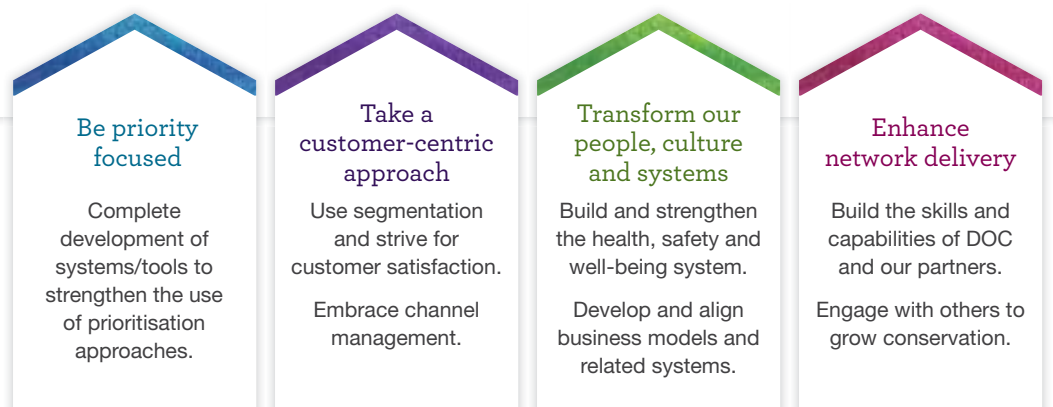 Be priority
focused
Complete
development of
systems/tools to
strengthen the use
of prioritisation
approaches.
Take a
customer-centric
approach
Use segmentation
and strive for
customer satisfaction.
Embrace channel
management.
Transform our
people, culture
and systems
Build and strengthen
the health, safety and
well-being system.
Develop and align
business models and
related systems.
Enhance
network delivery
Build the skills and
capabilities of DOC
and our partners.
Engage with others to
grow conservation.